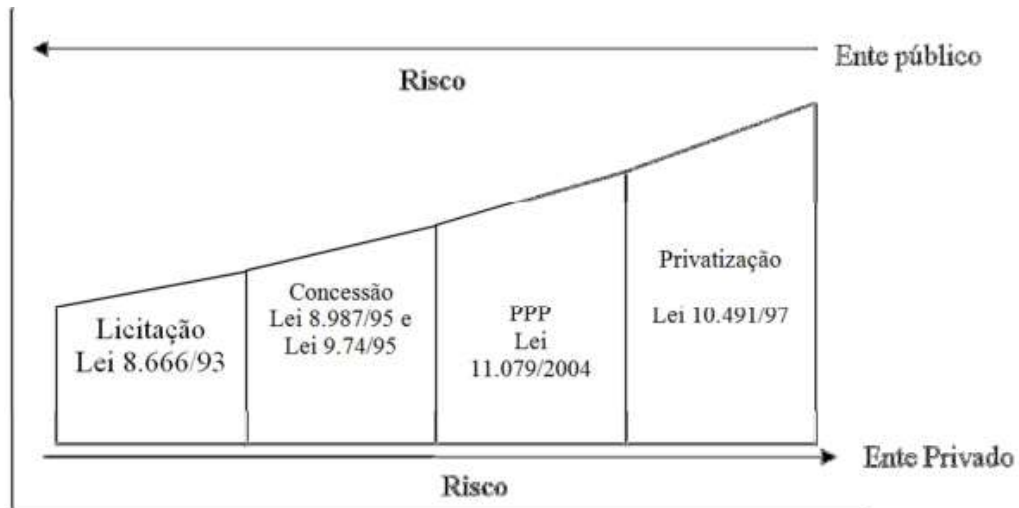 Ente público
Risco
Licitação
Lei 8.666/93
Concessão
Lei 8.987/95 e
Lei 9.74/95
PPP
Lei
11.079/2004
Privatização
Lei 10.491/97
Ente Privado
Risco